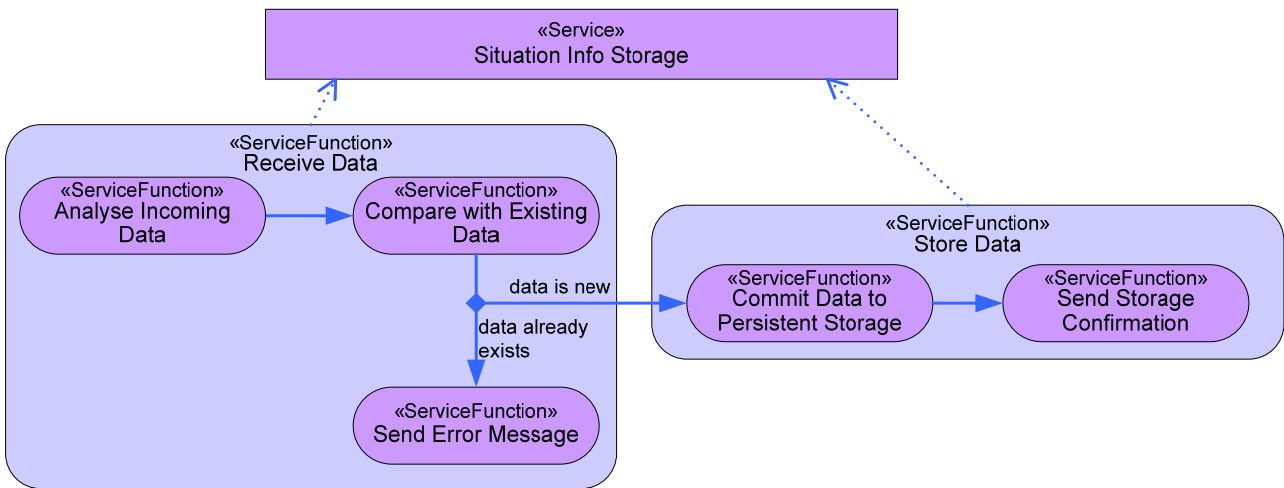 «Service»
Situation Info Storage
«ServiceFunction»
Receive Data
«ServiceFunction»
Analyse Incoming
Data
«ServiceFunction»
Compare with Existing
Data
data is new
data already
exists
«ServiceFunction»
Send Error Message
«ServiceFunction»
Store Data
«ServiceFunction»
Commit Data to
Persistent Storage
«ServiceFunction»
Send Storage
Confirmation